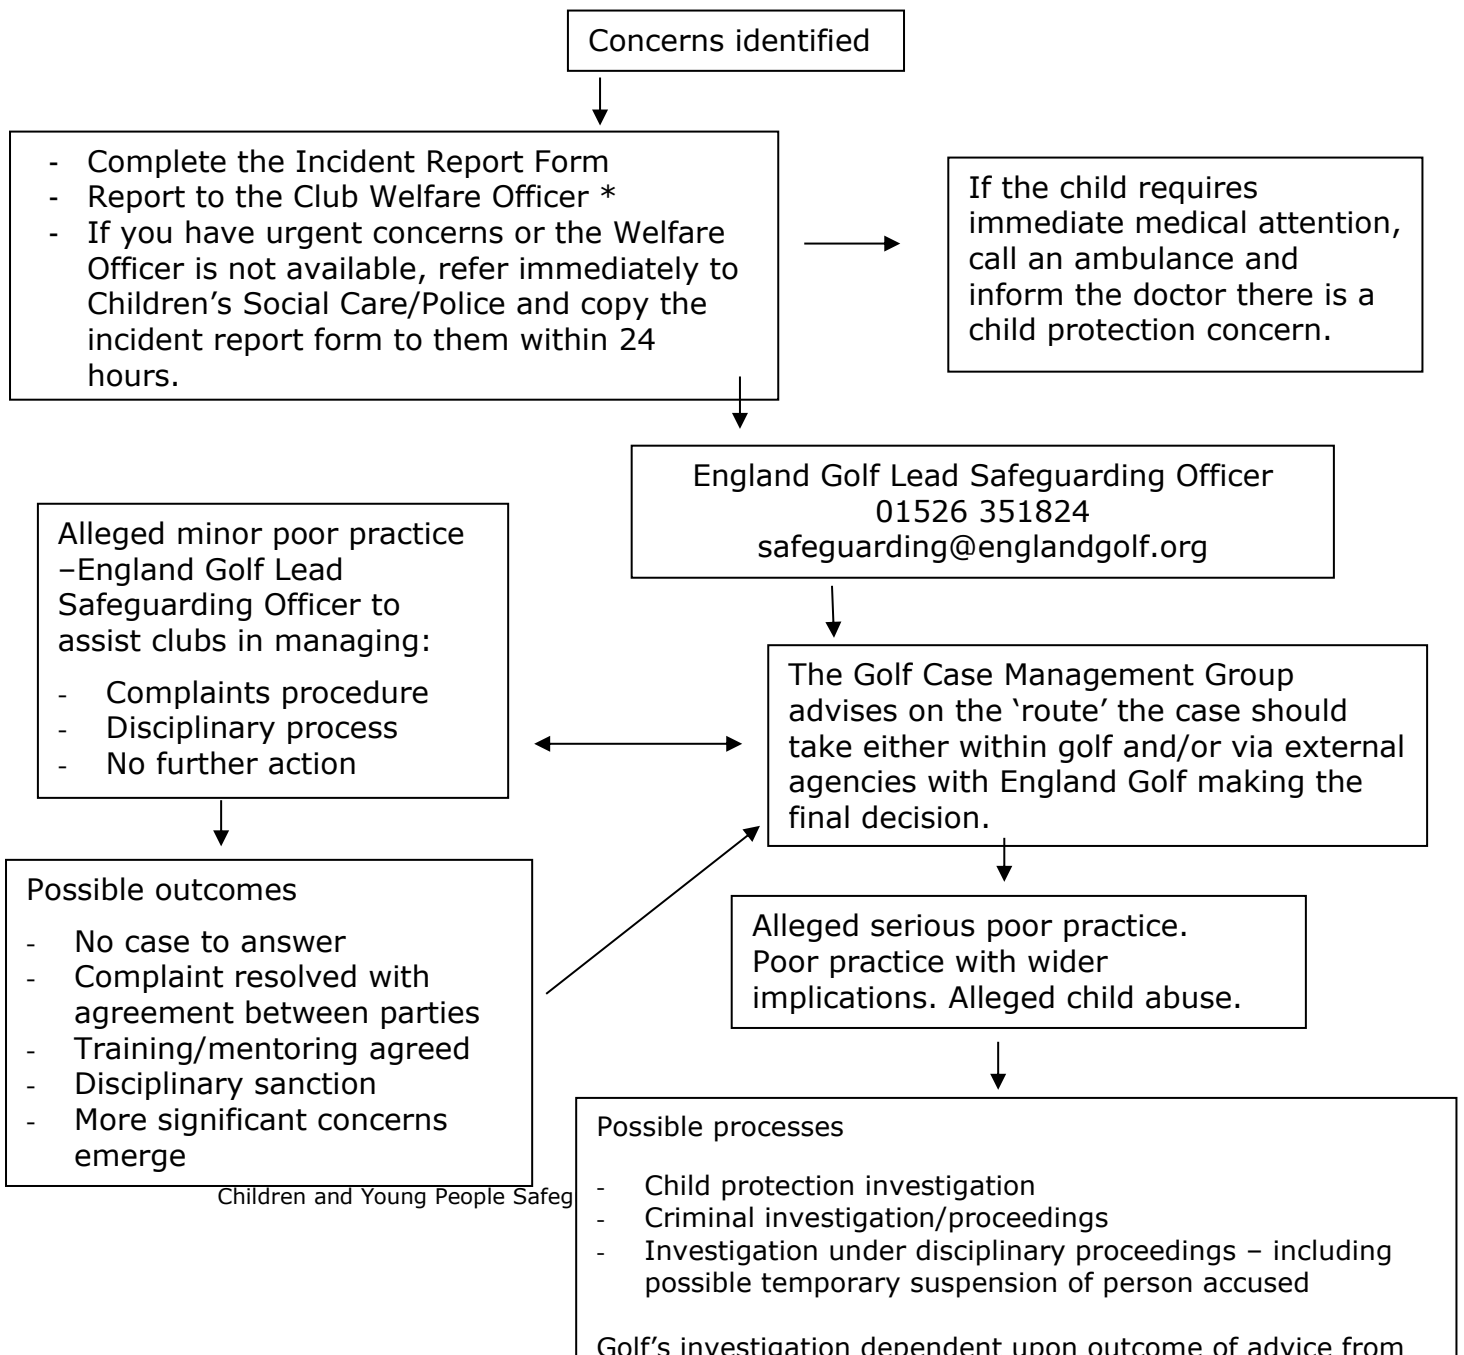 Concerns identified
- Complete the Incident Report Form
- Report to the Club Welfare Officer *
- If you have urgent concerns or the Welfare
Officer is not available, refer immediately to
Children’s Social Care/Police and copy the
incident report form to them within 24
hours.
If the child requires
immediate medical attention,
call an ambulance and
inform the doctor there is a
child protection concern.
England Golf Lead Safeguarding Officer
01526 351824
safeguarding@englandgolf.org
Alleged minor poor practice
–England Golf Lead
Safeguarding Officer to
assist clubs in managing:
- Complaints procedure
- Disciplinary process
- No further action
The Golf Case Management Group
advises on the ‘route’ the case should
take either within golf and/or via external
agencies with England Golf making the
final decision.
Possible outcomes
- No case to answer
- Complaint resolved with
agreement between parties
- Training/mentoring agreed
- Disciplinary sanction
- More significant concerns
emerge
Alleged serious poor practice.
Poor practice with wider
implications. Alleged child abuse.
Children and Young People Safeg
Possible processes
- Child protection investigation
- Criminal investigation/proceedings
- Investigation under disciplinary proceedings – including
possible temporary suspension of person accused
Golf’s investigation dependent upon outcome of advice from